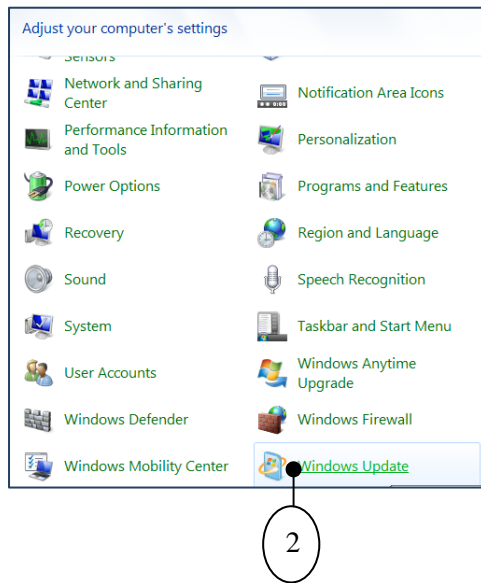 Adjust your computer's settings
Sensors
Network and Sharing
Center
Notification Area Icons
Performance Information
and Tools
Personalization
Power Options
Programs and Features
Recovery
Region and Language
Sound
Speech Recognition
System
Taskbar and Start Menu
User Accounts
Windows Anytime
Upgrade
Windows Defender
Windows Firewall
Windows Mobility Center
Windows Update
2